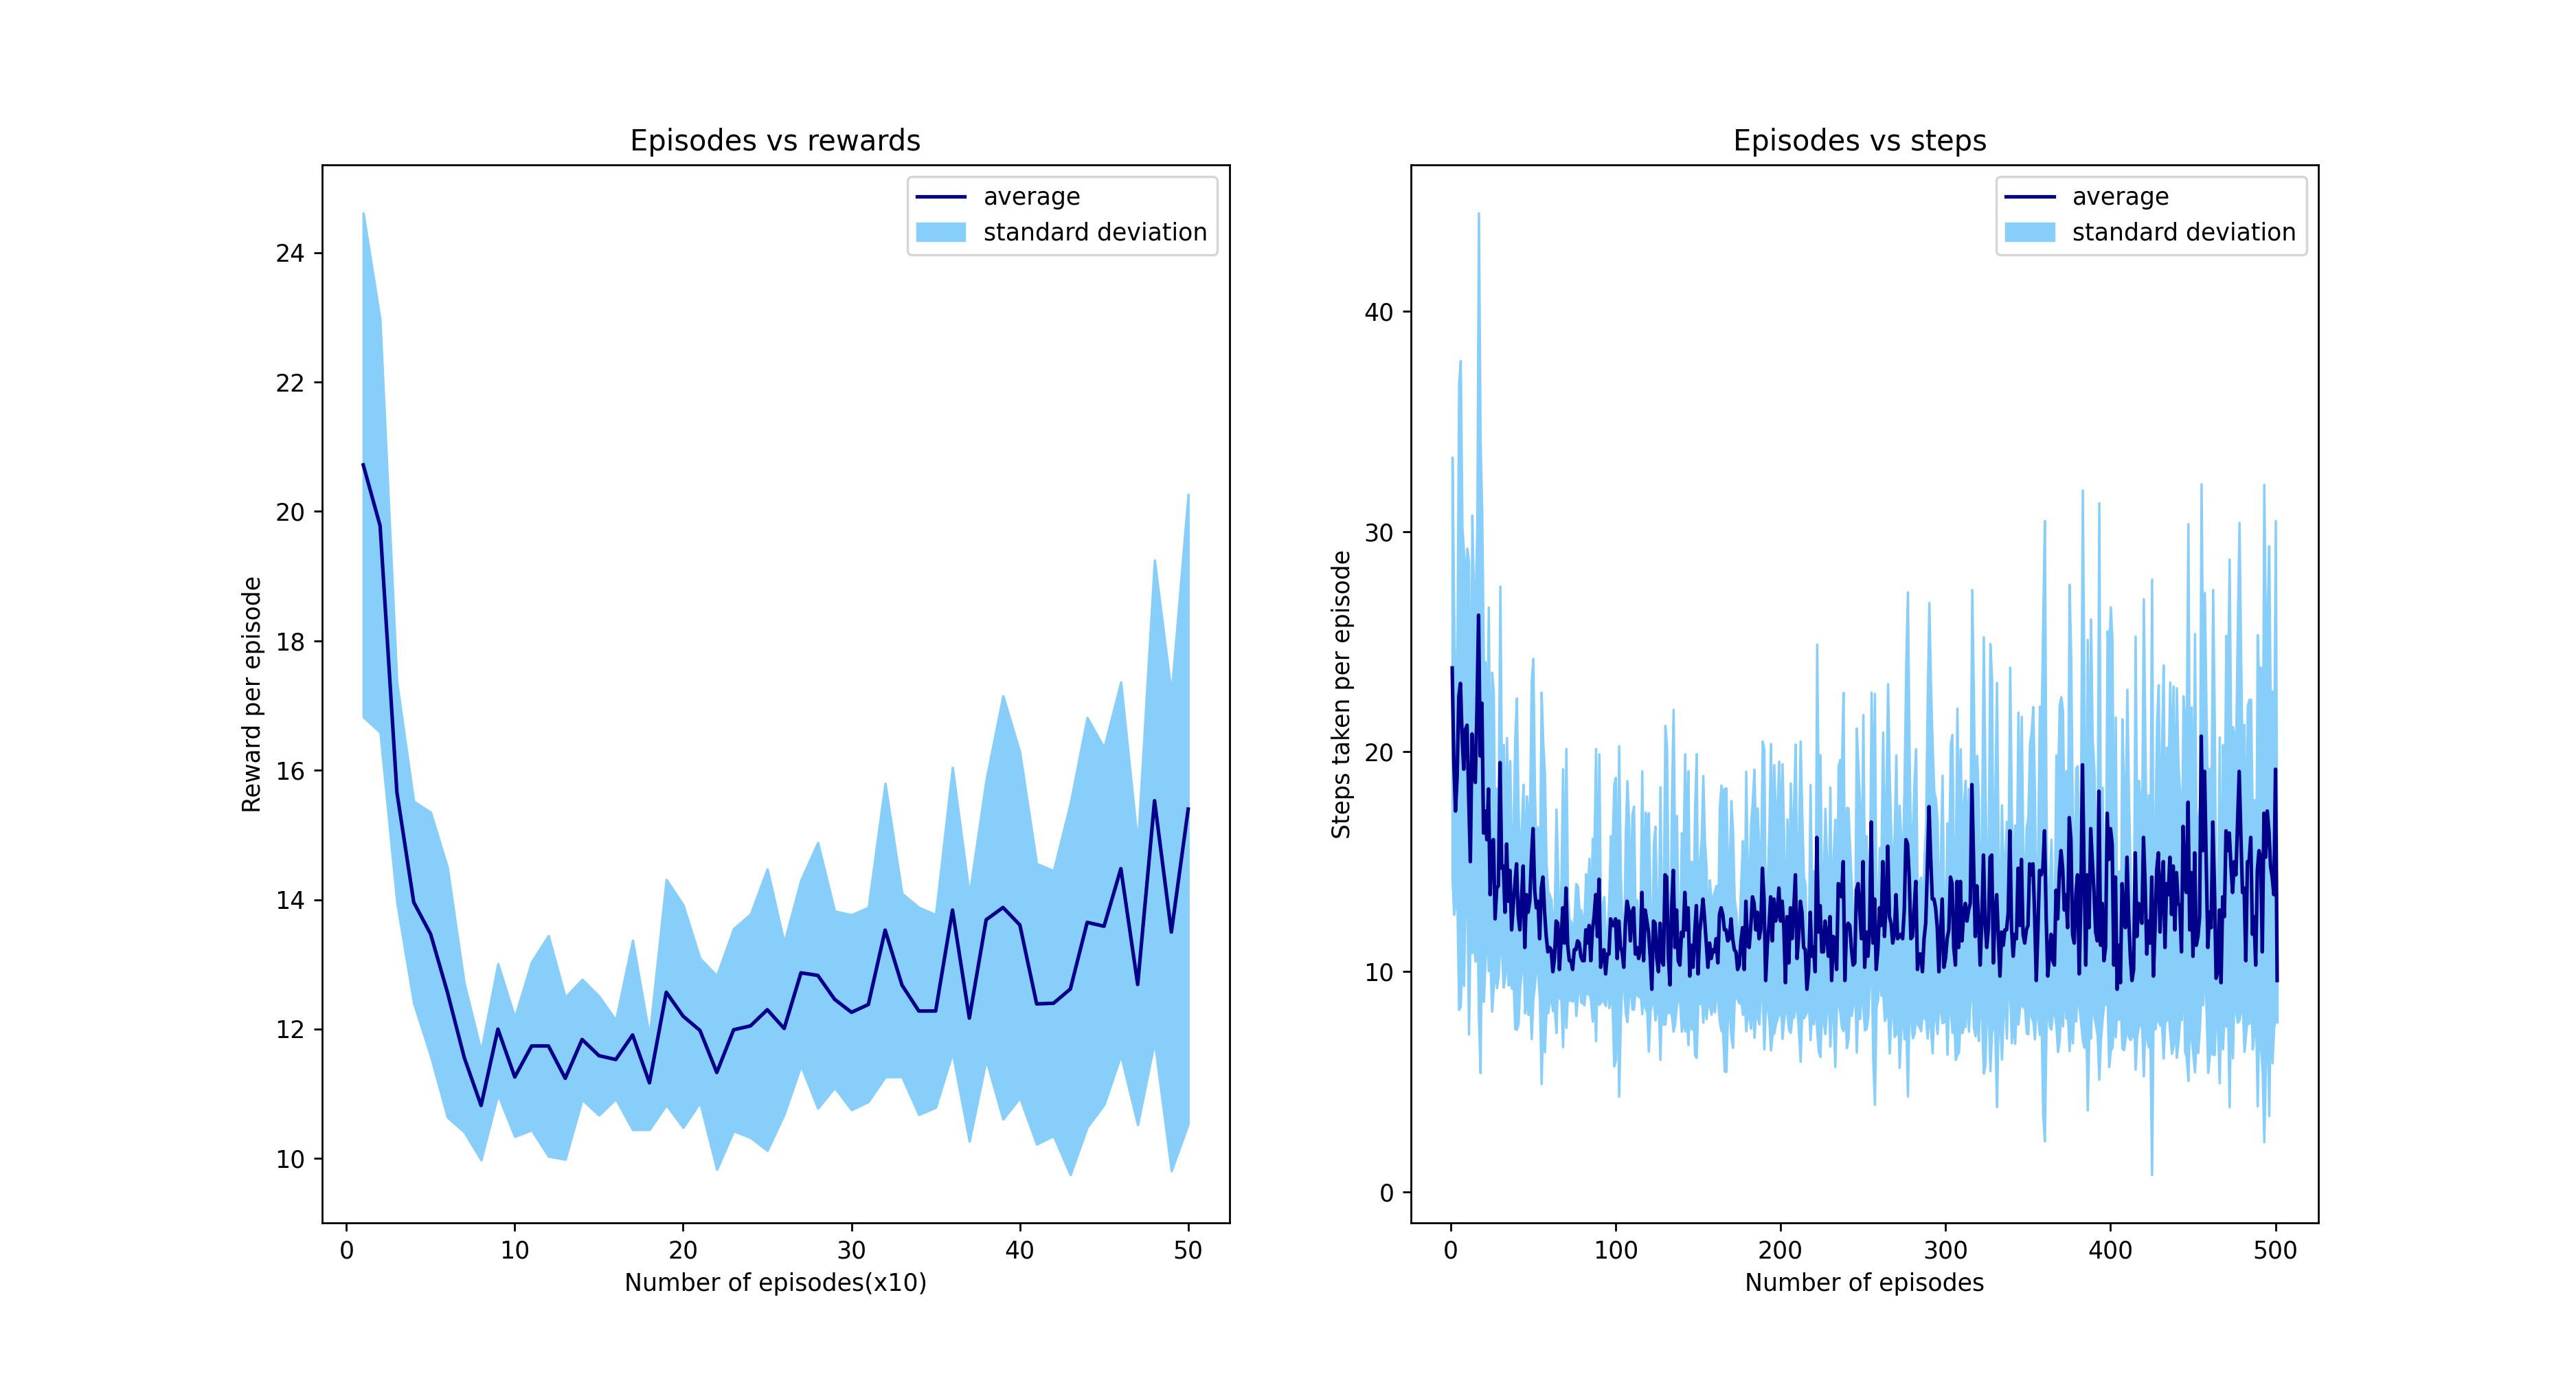 Episodes vs rewards
average
standard deviation
24
22
20
18
16
14
12
10
Reward per episode
0 10 20 30 40 50
Number of episodes(x10)
Episodes vs steps
average
standard deviation
40
30
20
10
0
Steps taken per episode
0 100 200 300 400 500
Number of episodes